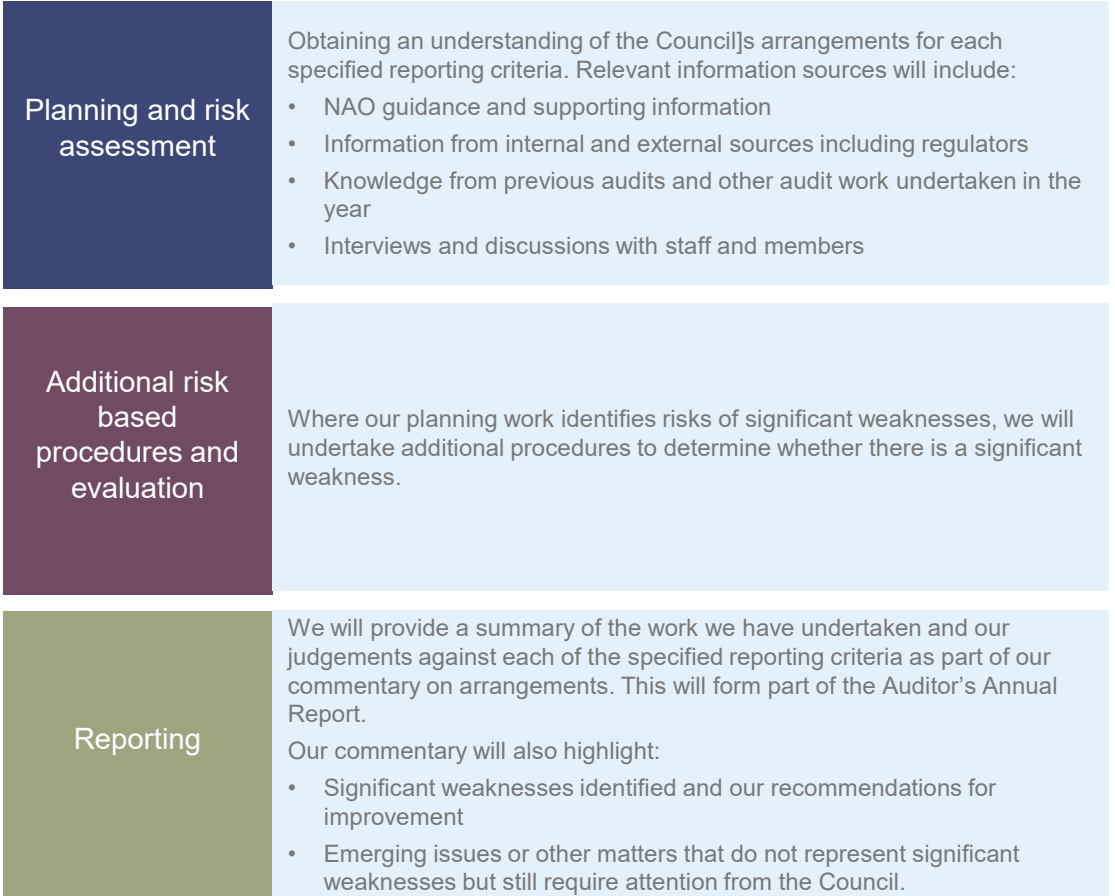 Planning and risk
assessment
Obtaining an understanding of the Council]s arrangements for each
specified reporting criteria. Relevant information sources will include:
• NAO guidance and supporting information
• Information from internal and external sources including regulators
• Knowledge from previous audits and other audit work undertaken in the
year
• Interviews and discussions with staff and members
Additional risk
based
procedures and
evaluation
Where our planning work identifies risks of significant weaknesses, we will
undertake additional procedures to determine whether there is a significant
weakness.
Reporting
We will provide a summary of the work we have undertaken and our
judgements against each of the specified reporting criteria as part of our
commentary on arrangements. This will form part of the Auditor’s Annual
Report.
Our commentary will also highlight:
• Significant weaknesses identified and our recommendations for
improvement
• Emerging issues or other matters that do not represent significant
weaknesses but still require attention from the Council.